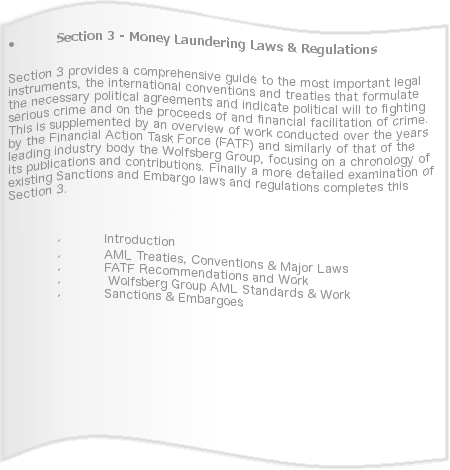 • Section 3 - Money Laundering Laws & Regulations
Section 3 provides a comprehensive guide to the most important legal
instruments, the international conventions and treaties that formulate
the necessary political agreements and indicate political will to fighting
serious crime and on the proceeds of and financial facilitation of crime.
This is supplemented by an overview of work conducted over the years
by the Financial Action Task Force (FATF) and similarly of that of the
leading industry body the Wolfsberg Group, focusing on a chronology of
its publications and contributions. Finally a more detailed examination of
existing Sanctions and Embargo laws and regulations completes this
Section 3.
Introduction
AML Treaties, Conventions & Major Laws
FATF Recommendations and Work
Wolfsberg Group AML Standards & Work
Sanctions & Embargoes